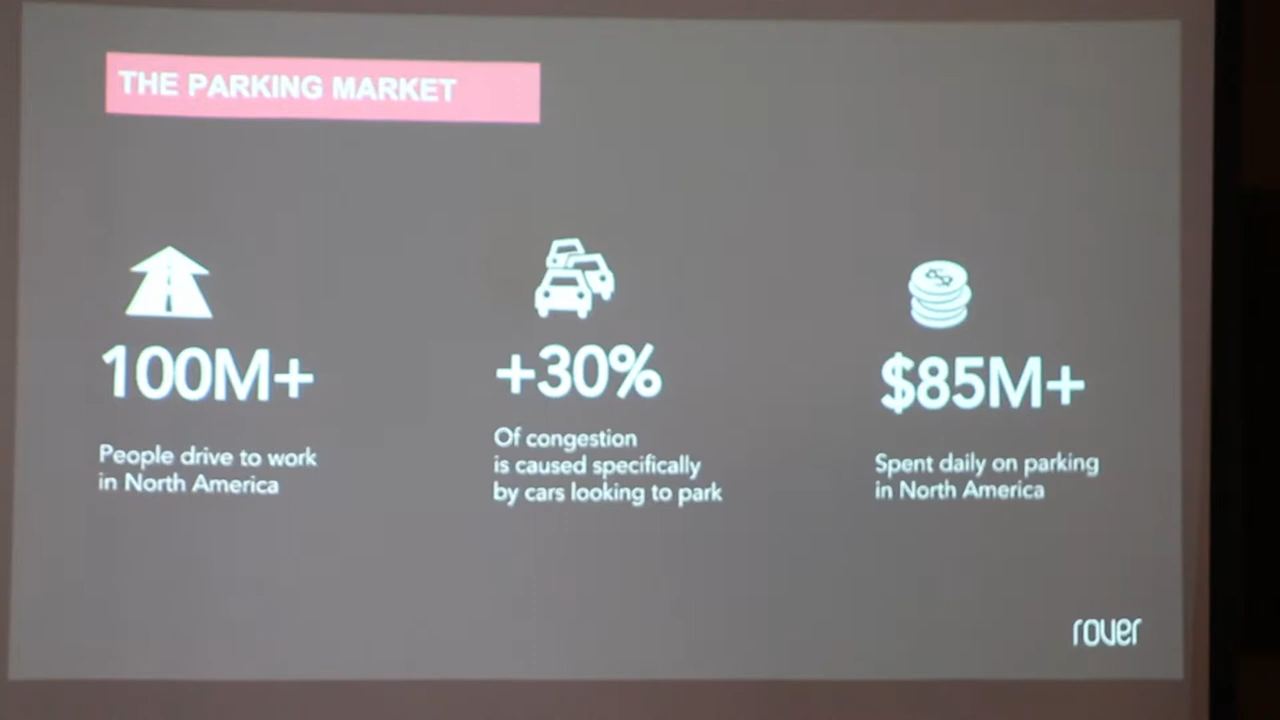 THE PARKING MARKET
100M+
People drive to work
in North America
+30%
Of congestion
is caused specifically
by cars looking to park
$85M+
Spent daily on parking
in North America
rover